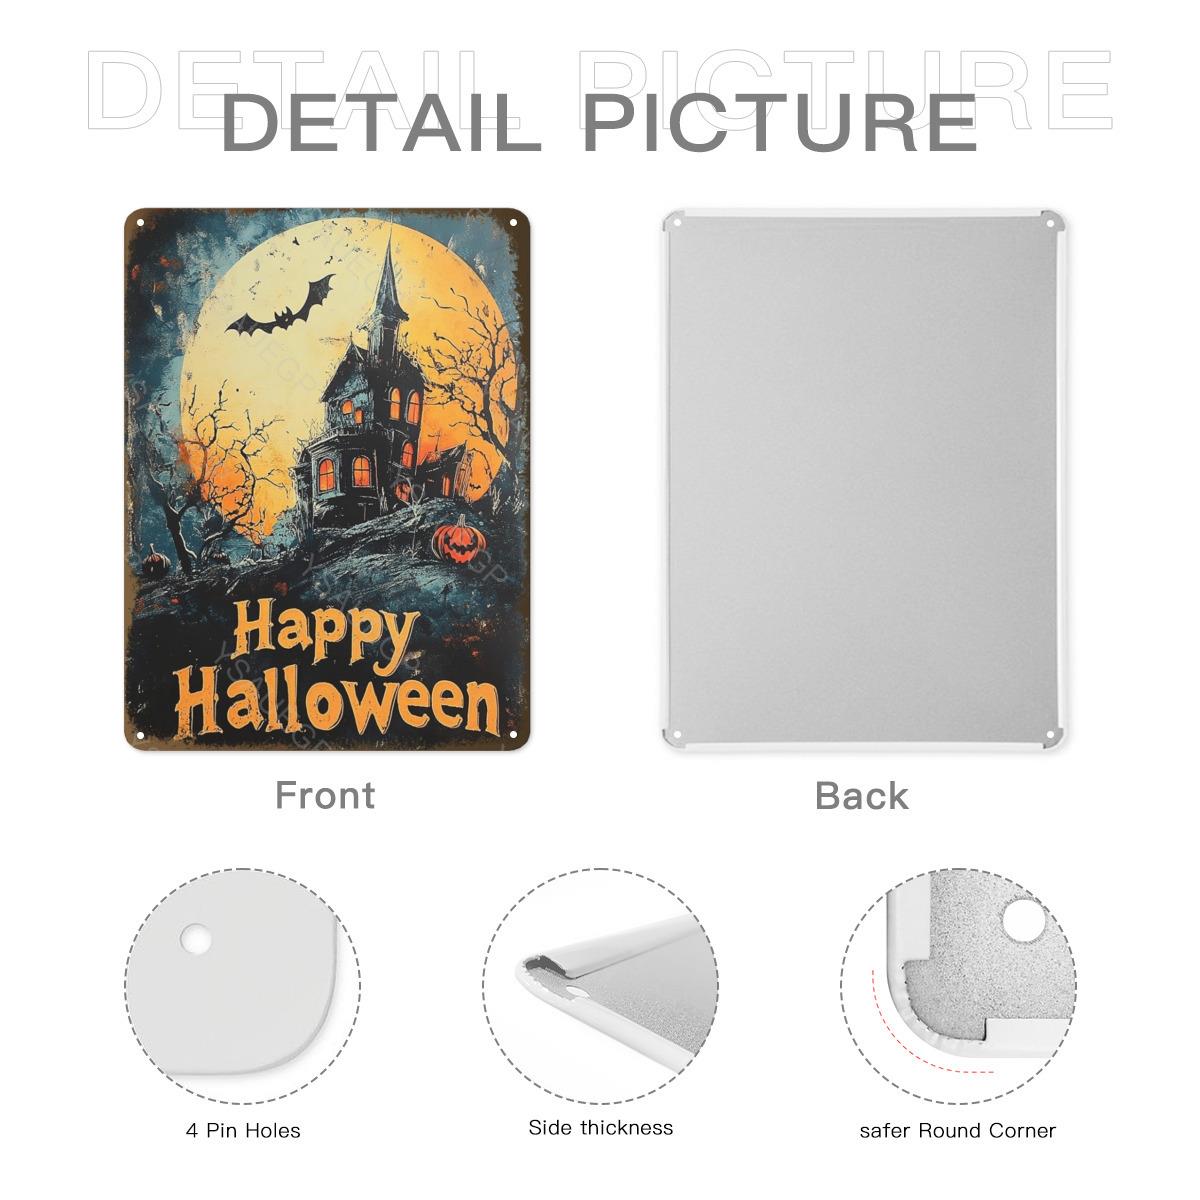 DETAIL PICTURE
DETAIL PICTURE
Happy
Halloween
Front
Back
4 Pin Holes
Side thickness
safer Round Corner